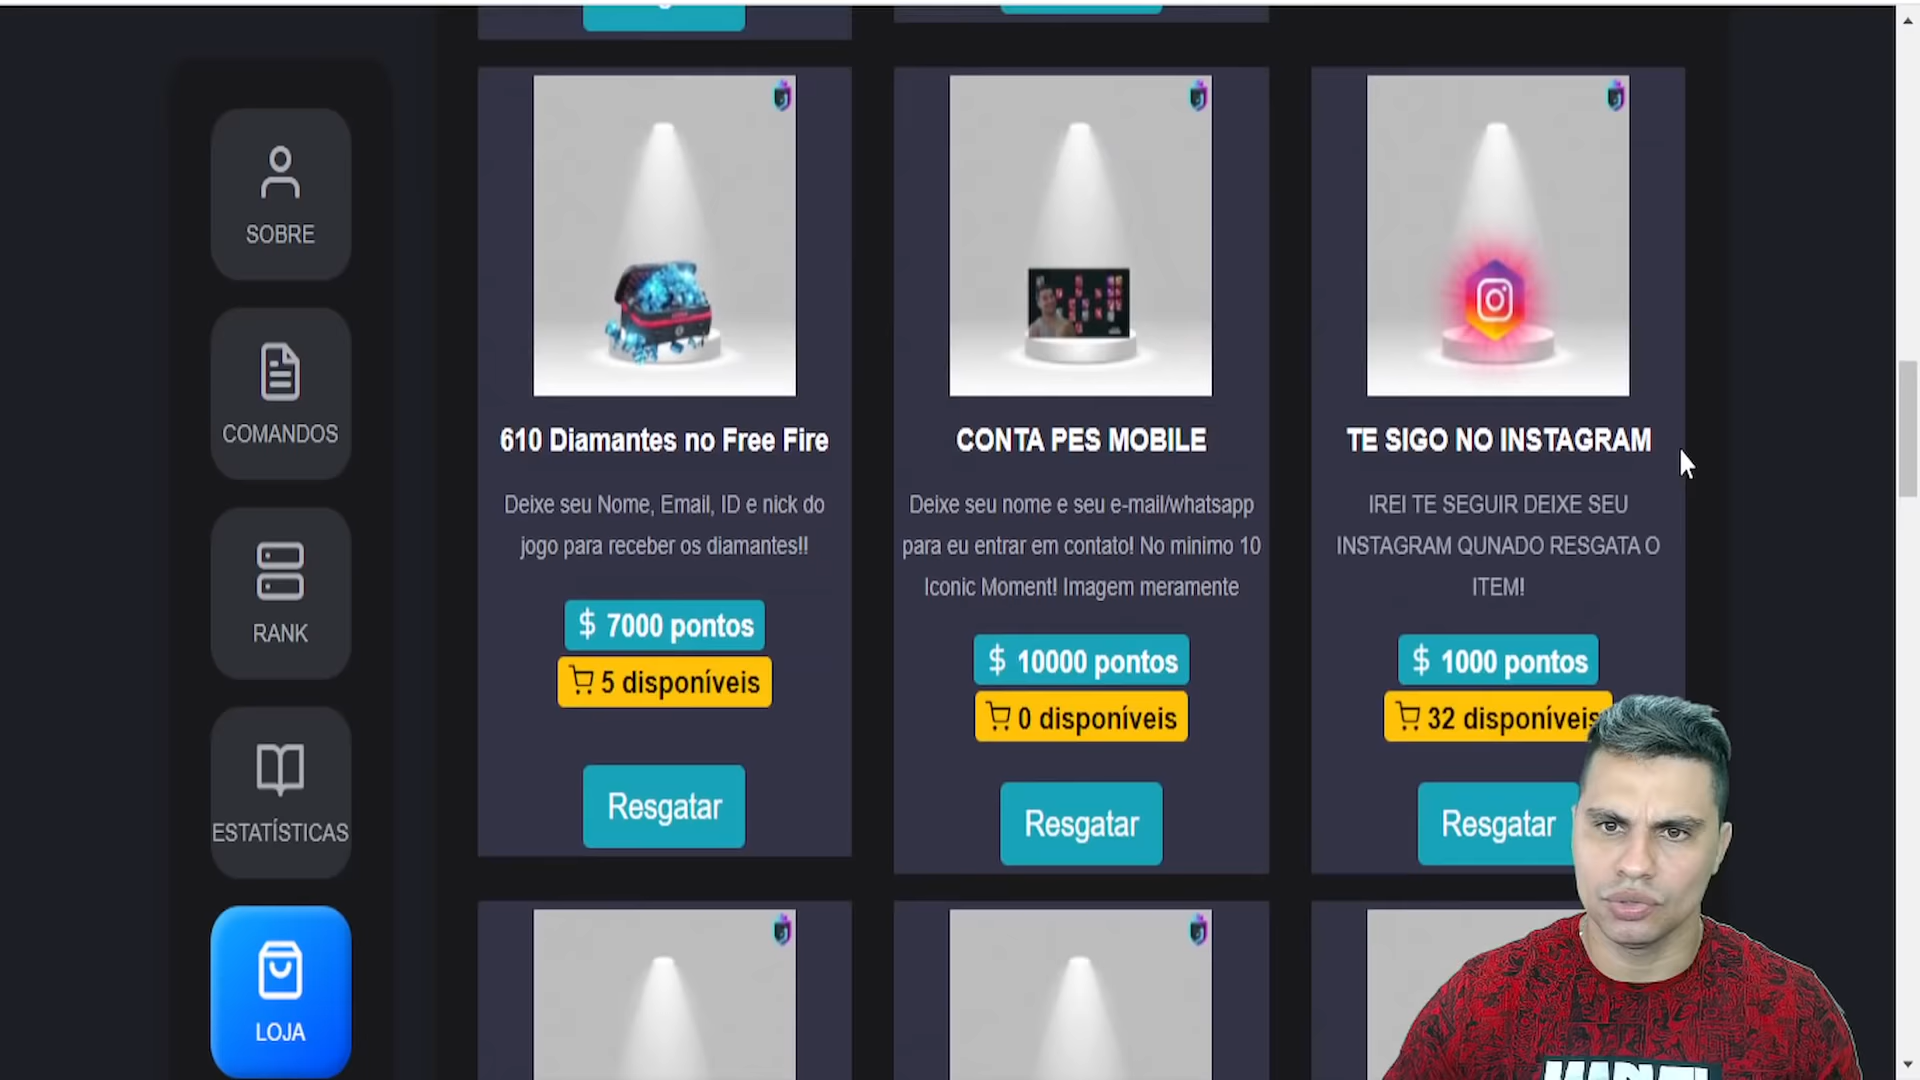 SOBRE
COMANDOS
RANK
ESTATÍSTICAS
LOJA
610 Diamantes no Free Fire
Deixe seu Nome, Email, ID e nick do
jogo para receber os diamantes!!
$ 7000 pontos
5 disponíveis
Resgatar
CONTA PES MOBILE
Deixe seu nome e seu e-mail/whatsapp
para eu entrar em contato! No minimo 10
Iconic Moment! Imagem meramente
$ 10000 pontos
0 disponíveis
Resgatar
TE SIGO NO INSTAGRAM
IREI TE SEGUIR DEIXE SEU
INSTAGRAM QUNADO RESGATA O
ITEM!
$ 1000 pontos
32 disponíveis
Resgatar